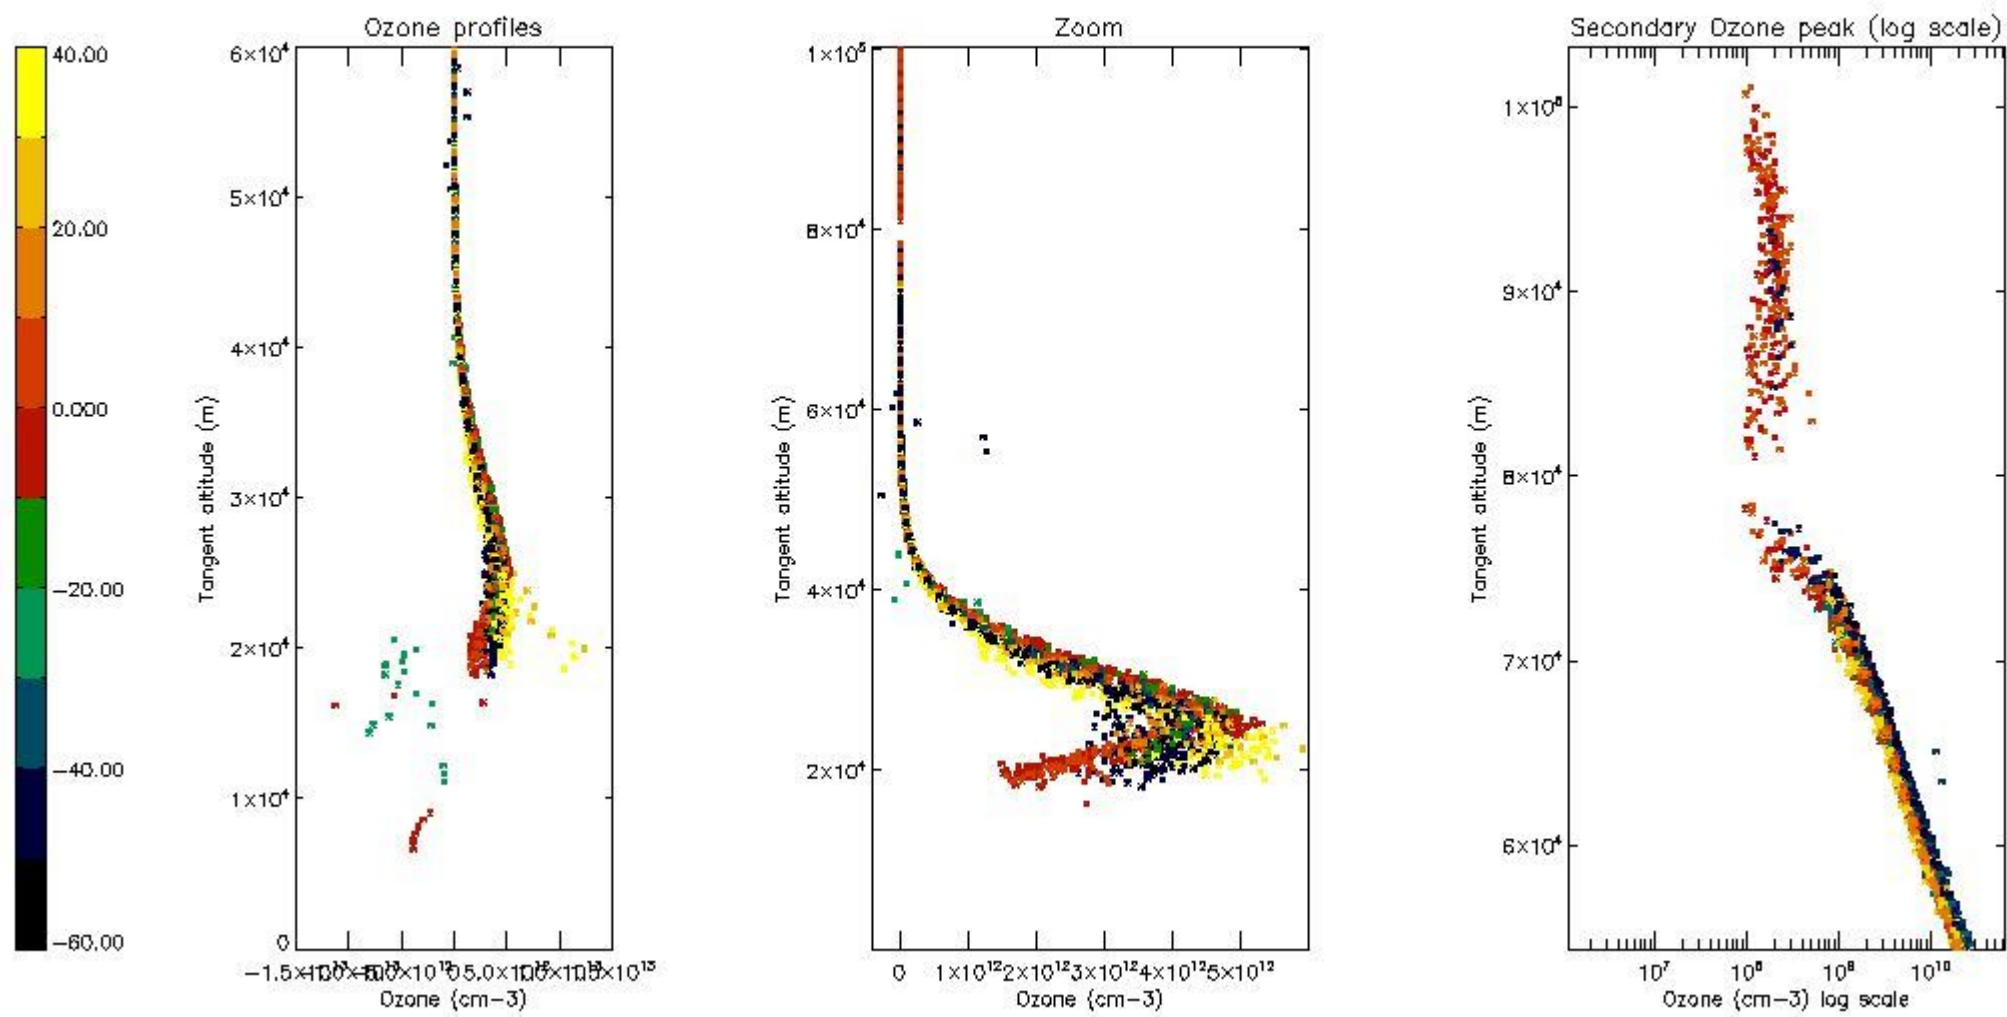 Ozone profiles
Zoom
Secondary Ozone peak (log scale)
40.00
20.00
0.000
−20.00
−40.00
−60.00
6×10⁴
5×10⁴
4×10⁴
3×10⁴
2×10⁴
1×10⁴
0
Tangent altitude (m)
Ozone (cm−3)
1×10⁵
8×10⁴
6×10⁴
4×10⁴
2×10⁴
Tangent altitude (m)
0 1×10¹² 2×10¹² 3×10¹² 4×10¹² 5×10¹²
Ozone (cm−3)
1×10⁵
9×10⁴
8×10⁴
7×10⁴
6×10⁴
Tangent altitude (m)
10⁷ 10⁸ 10⁹ 10¹⁰
Ozone (cm−3) log scale